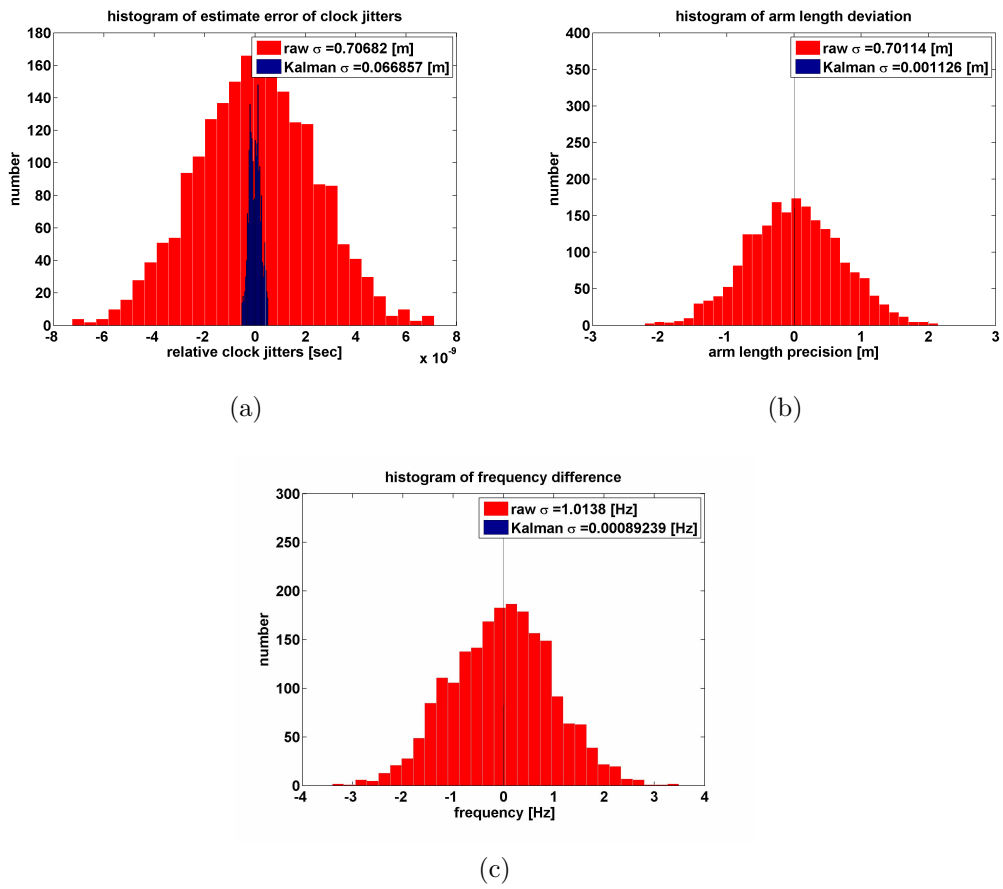 histogram of estimate error of clock jitters
180
160
140
120
100
80
60
40
20
0
number
raw σ =0.70682 [m]
Kalman σ =0.066857 [m]
-8 -6 -4 -2 0 2 4 6 8
relative clock jitters [sec]
x 10⁻⁹
(a)
histogram of arm length deviation
400
350
300
250
200
150
100
50
0
number
raw σ =0.70114 [m]
Kalman σ =0.001126 [m]
-3 -2 -1 0 1 2 3
arm length precision [m]
(b)
histogram of frequency difference
300
250
200
150
100
50
0
number
raw σ =1.0138 [Hz]
Kalman σ =0.00089239 [Hz]
-4 -3 -2 -1 0 1 2 3 4
frequency [Hz]
(c)